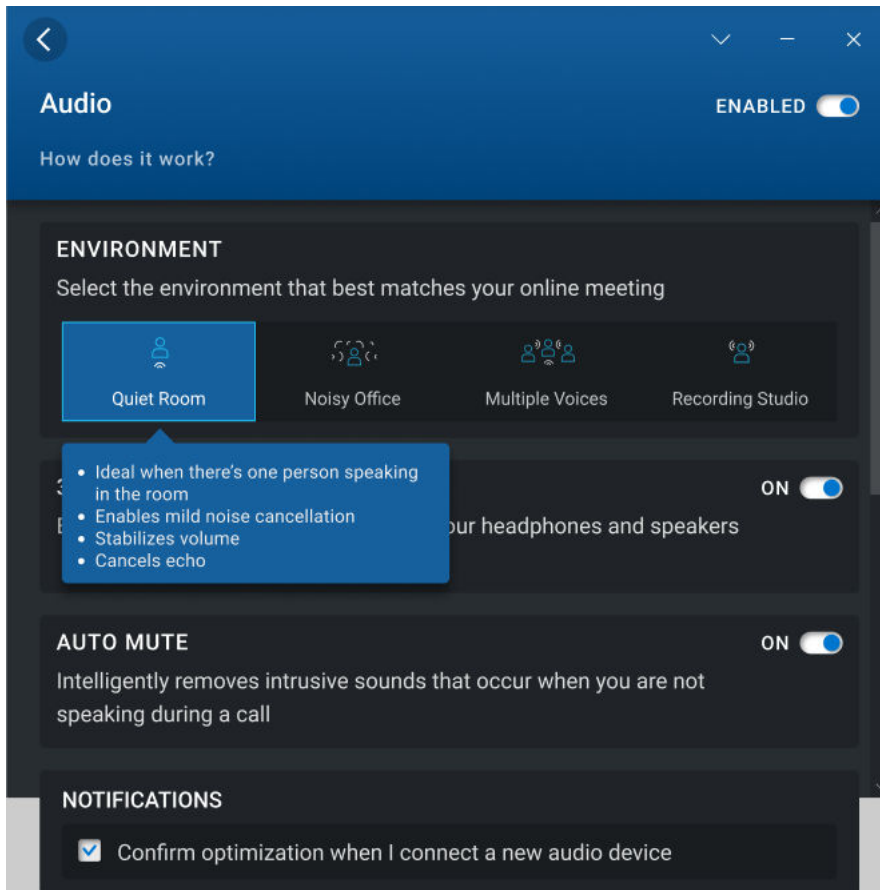 Audio
ENABLED
How does it work?
ENVIRONMENT
Select the environment that best matches your online meeting
Quiet Room
Noisy Office
Multiple Voices
Recording Studio
• Ideal when there's one person speaking
in the room
• Enables mild noise cancellation
• Stabilizes volume
• Cancels echo
ON
headphones and speakers
AUTO MUTE
ON
Intelligently removes intrusive sounds that occur when you are not
speaking during a call
NOTIFICATIONS
Confirm optimization when I connect a new audio device